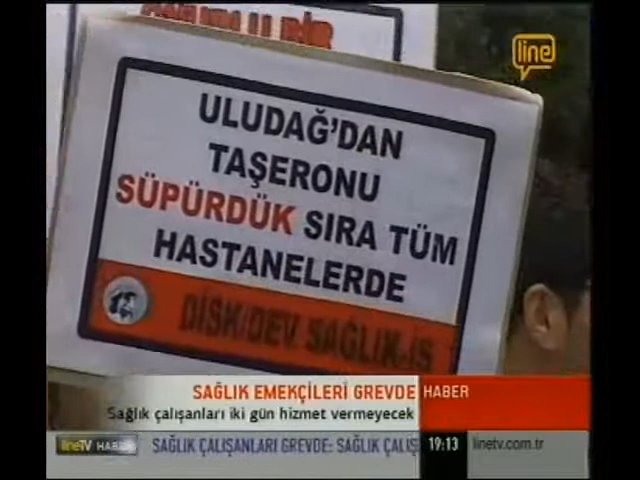 line
ULUDAĞ'DAN
TAŞERONU
SÜPÜRDÜK SIRA TÜM
HASTANELERDE
DİSK/DEV SAĞLIK-İŞ
SAĞLIK EMEKÇİLERİ GREVDE HABER
Sağlık çalışanları iki gün hizmet vermeyecek
lineTV HABER SAĞLIK ÇALIŞANLARI GREVDE: SAĞLIK ÇALIŞ 19:13 linetv.com.tr